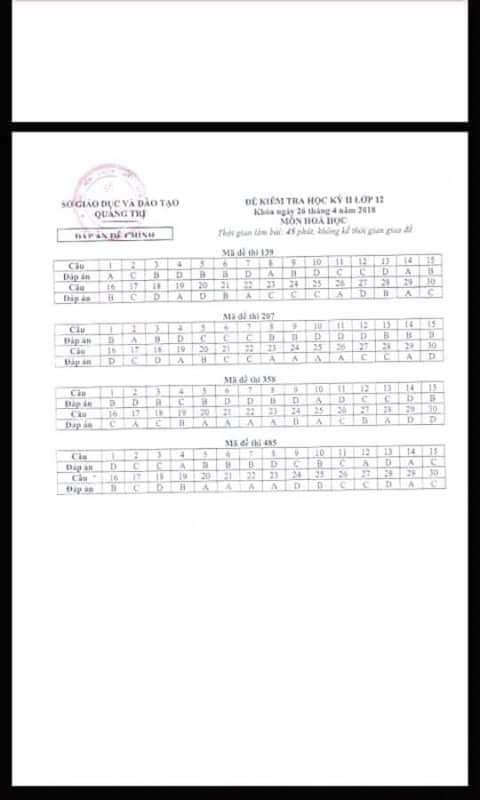 SỞ GIÁO DỤC VÀ ĐÀO TẠO
QUẢNG TRỊ
ĐÁP ÁN ĐỀ CHÍNH
ĐỀ KIỂM TRA HỌC KỲ II LỚP 12
Khóa ngày 26 tháng 4 năm 2018
MÔN HOÁ HỌC
Thời gian làm bài: 45 phút, không kể thời gian giao đề
Mã đề thi 139
Câu 1 2 3 4 5 6 7 8 9 10 11 12 13 14 15
Đáp án A C B D B B D A B D C C D A B
Câu 16 17 18 19 20 21 22 23 24 25 26 27 28 29 30
Đáp án B C D A D B A C C C A D B A C
Mã đề thi 207
Câu 1 2 3 4 5 6 7 8 9 10 11 12 13 14 15
Đáp án B A B D C C C B B D D D B B D
Câu 16 17 18 19 20 21 22 23 24 25 26 27 28 29 30
Đáp án D C D A B C C A A A A C C A D
Mã đề thi 358
Câu 1 2 3 4 5 6 7 8 9 10 11 12 13 14 15
Đáp án B D B C B D D B D A D C C D B
Câu 16 17 18 19 20 21 22 23 24 25 26 27 28 29 30
Đáp án C A C B A A A A B A C B A D D
Mã đề thi 485
Câu 1 2 3 4 5 6 7 8 9 10 11 12 13 14 15
Đáp án D C C A B B B D C B C A D A C
Câu 16 17 18 19 20 21 22 23 24 25 26 27 28 29 30
Đáp án B C D B A A A A D D C C D A C